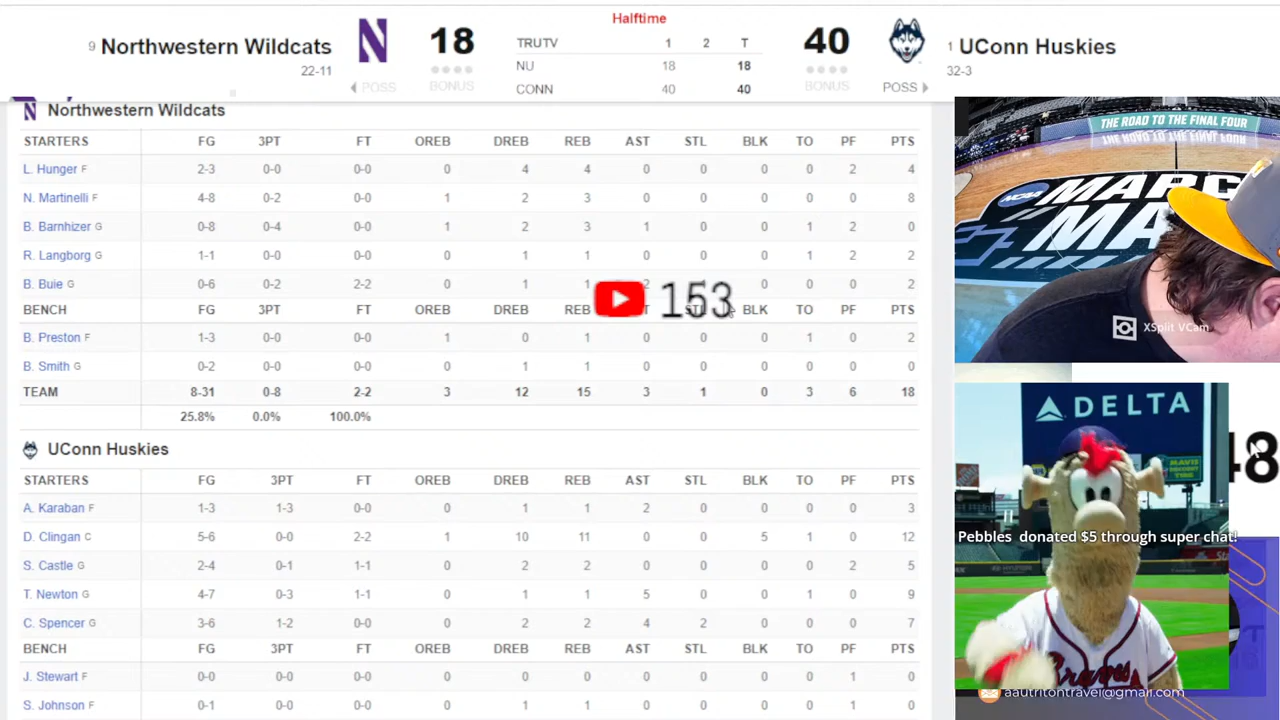 Halftime
9 Northwestern Wildcats 18 TRUTV 1 2 T 40 1 UConn Huskies
22-11 BONUS NU 18 18 BONUS 32-3
POSS CONN 40 40 POSS
Northwestern Wildcats
STARTERS FG 3PT FT OREB DREB REB AST STL BLK TO PF PTS
L. Hunger F 2-3 0-0 0-0 0 4 4 0 0 0 0 2 4
N. Martinelli F 4-8 0-2 0-0 1 2 3 0 0 0 0 0 8
B. Barnhizer G 0-8 0-4 0-0 1 2 3 1 0 0 1 2 0
R. Langborg G 1-1 0-0 0-0 0 1 1 0 0 0 1 2 2
B. Buie G 0-6 0-2 2-2 0 1 1 2 0 0 0 2
BENCH FG 3PT FT OREB DREB REB BLK TO PF PTS
153
B. Preston F 1-3 0-0 0-0 1 0 1 0 0 0 1 0 2
B. Smith G 0-2 0-0 0-0 0 1 1 0 0 0 0 0 0
TEAM 8-31 0-8 2-2 3 12 15 3 1 0 3 6 18
25.8% 0.0% 100.0%
UConn Huskies
STARTERS FG 3PT FT OREB DREB REB AST STL BLK TO PF PTS
A. Karaban F 1-3 1-3 0-0 0 1 1 2 0 0 0 0 3
D. Clingan C 5-6 0-0 2-2 1 10 11 0 0 5 1 0 12
S. Castle G 2-4 0-1 1-1 0 2 2 0 0 0 0 2 5
T. Newton G 4-7 0-3 1-1 0 1 1 5 0 0 1 0 9
C. Spencer G 3-6 1-2 0-0 0 2 2 4 2 0 0 0 7
BENCH FG 3PT FT OREB DREB REB AST STL BLK TO PF PTS
J. Stewart F 0-0 0-0 0-0 0 0 0 0 0 0 0 1 0
S. Johnson F 0-1 0-0 0-0 0 1 1 0 0 0 0 1 0
THE ROAD TO THE FINAL FOUR
NCAA
MARC
MA
XSplit VCam
DELTA
MAVIS
48
Pebbles donated $5 through super chat!
Braves
aautritontravel@gmail.com